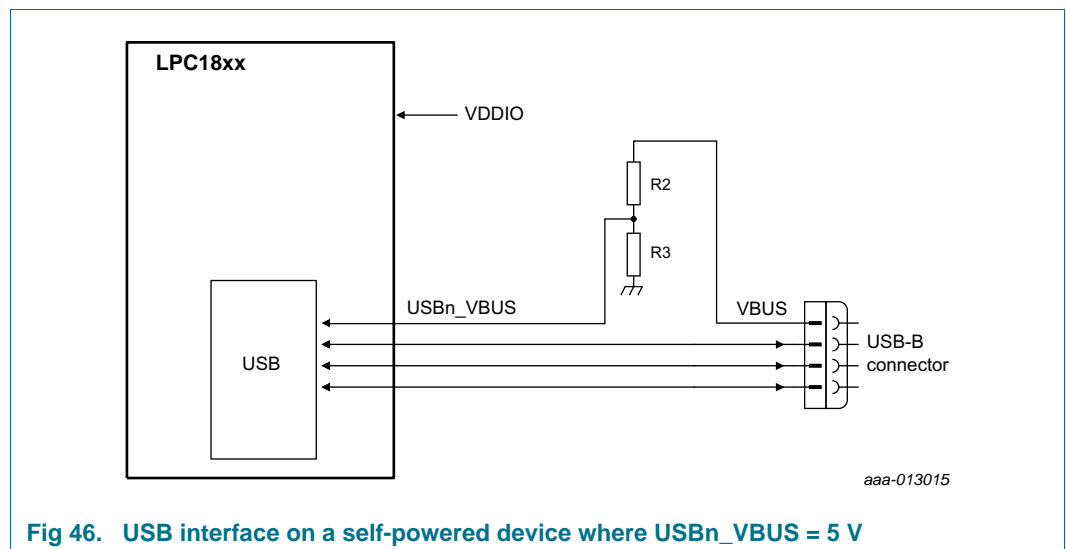 LPC18xx
VDDIO
R2
R3
USBn_VBUS
VBUS
USB
USB-B
connector
aaa-013015
Fig 46. USB interface on a self-powered device where USBn_VBUS = 5 V